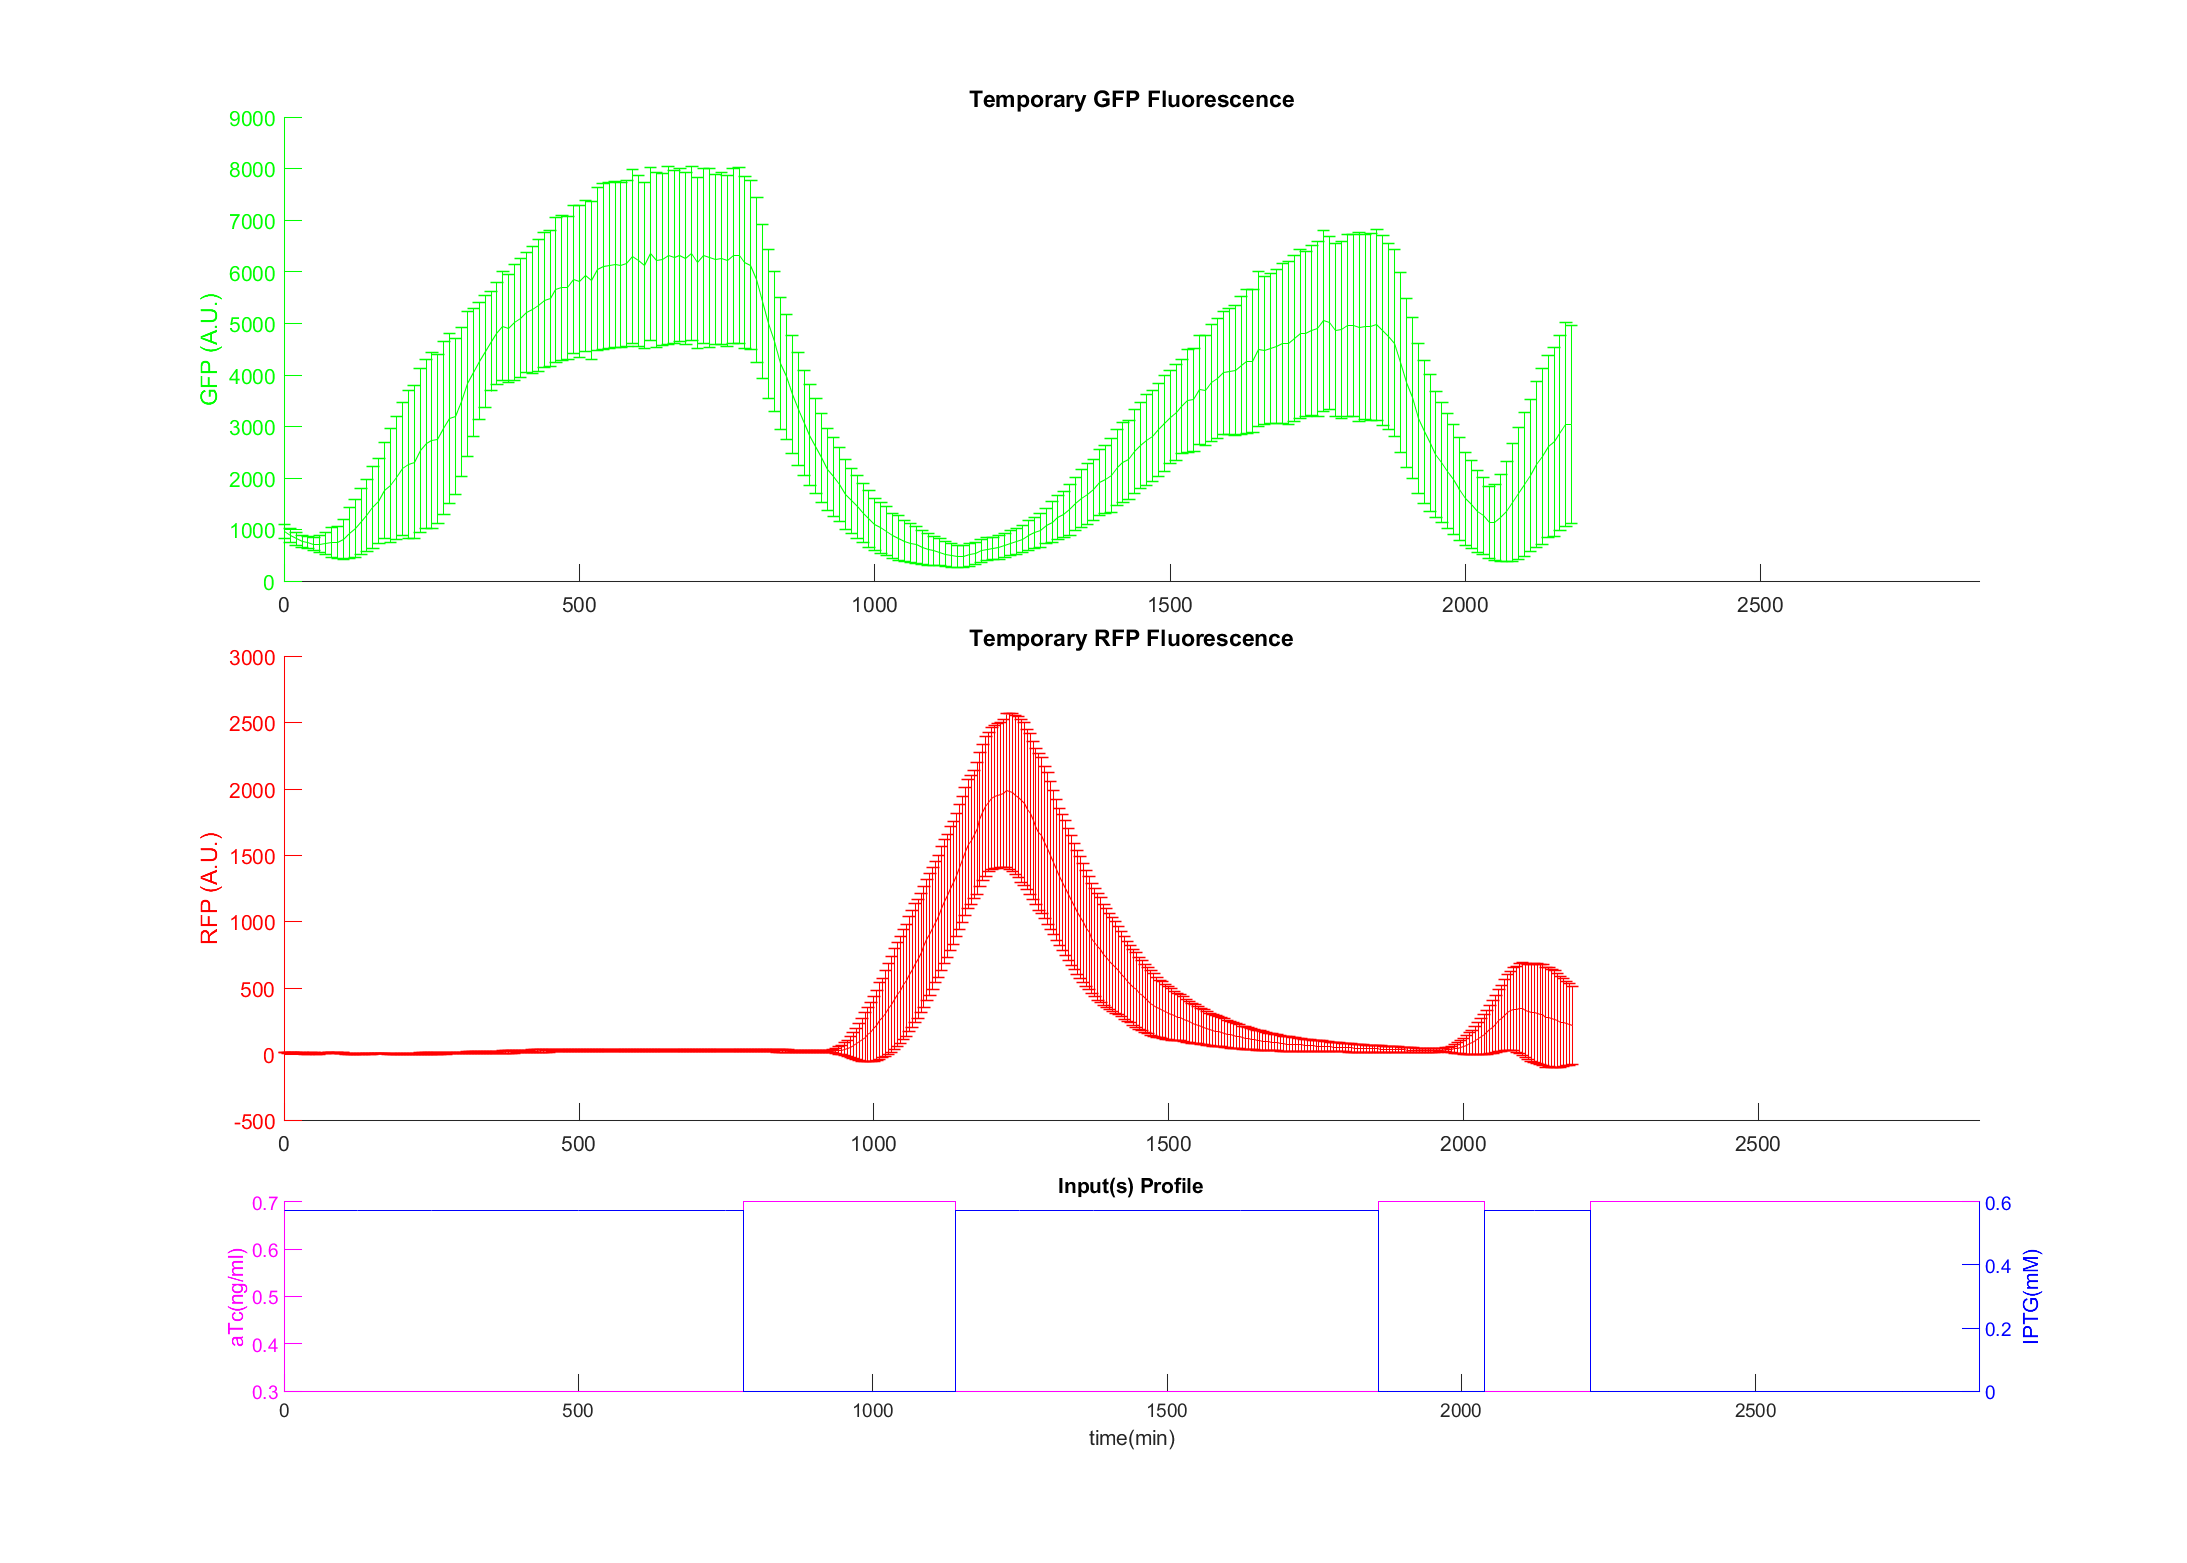 Temporary GFP Fluorescence
9000
8000
7000
6000
5000
4000
3000
2000
1000
0
GFP (A.U.)
0 500 1000 1500 2000 2500
Temporary RFP Fluorescence
3000
2500
2000
1500
1000
500
0
-500
RFP (A.U.)
0 500 1000 1500 2000 2500
Input(s) Profile
0.7
0.6
0.5
0.4
0.3
aTc(ng/ml)
0.6
0.4
0.2
0
IPTG(mM)
0 500 1000 1500 2000 2500
time(min)